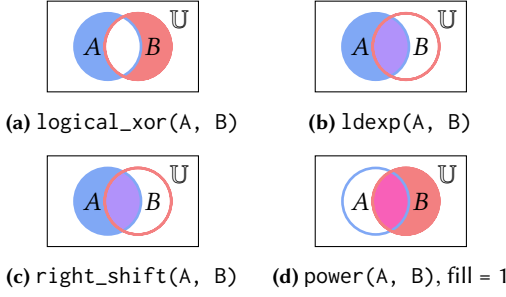 𝕌 𝕌
A B A B
(a) logical_xor(A, B) (b) ldexp(A, B)
𝕌 𝕌
A B A B
(c) right_shift(A, B) (d) power(A, B), fill = 1